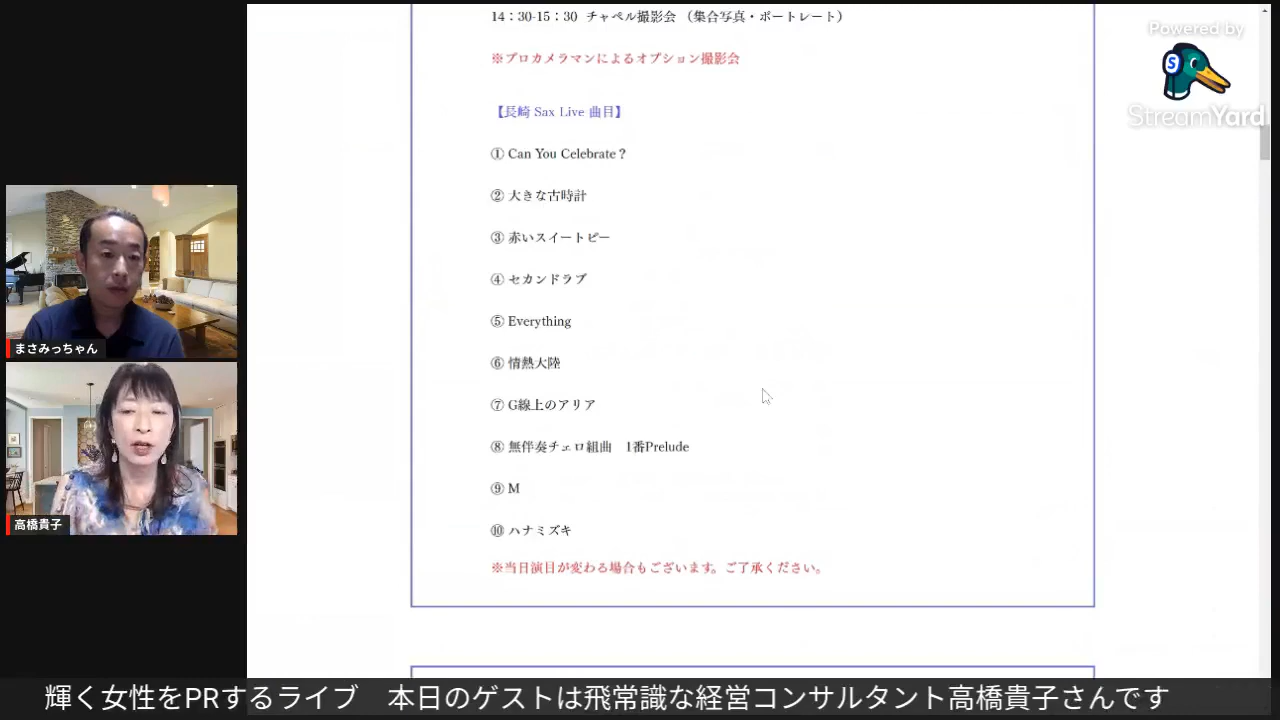 14：30-15：30 チャペル撮影会 （集合写真・ポートレート）
※プロカメラマンによるオプション撮影会
【長崎 Sax Live 曲目】
① Can You Celebrate？
② 大きな古時計
③ 赤いスイートピー
④ セカンドラブ
⑤ Everything
⑥ 情熱大陸
⑦ G線上のアリア
⑧ 無伴奏チェロ組曲　1番Prelude
⑨ M
⑩ ハナミズキ
※当日演目が変わる場合もございます。ご了承ください。
Powered by
S
StreamYard
まさみっちゃん
高橋貴子
輝く女性をPRするライブ　本日のゲストは飛常識な経営コンサルタント高橋貴子さんです